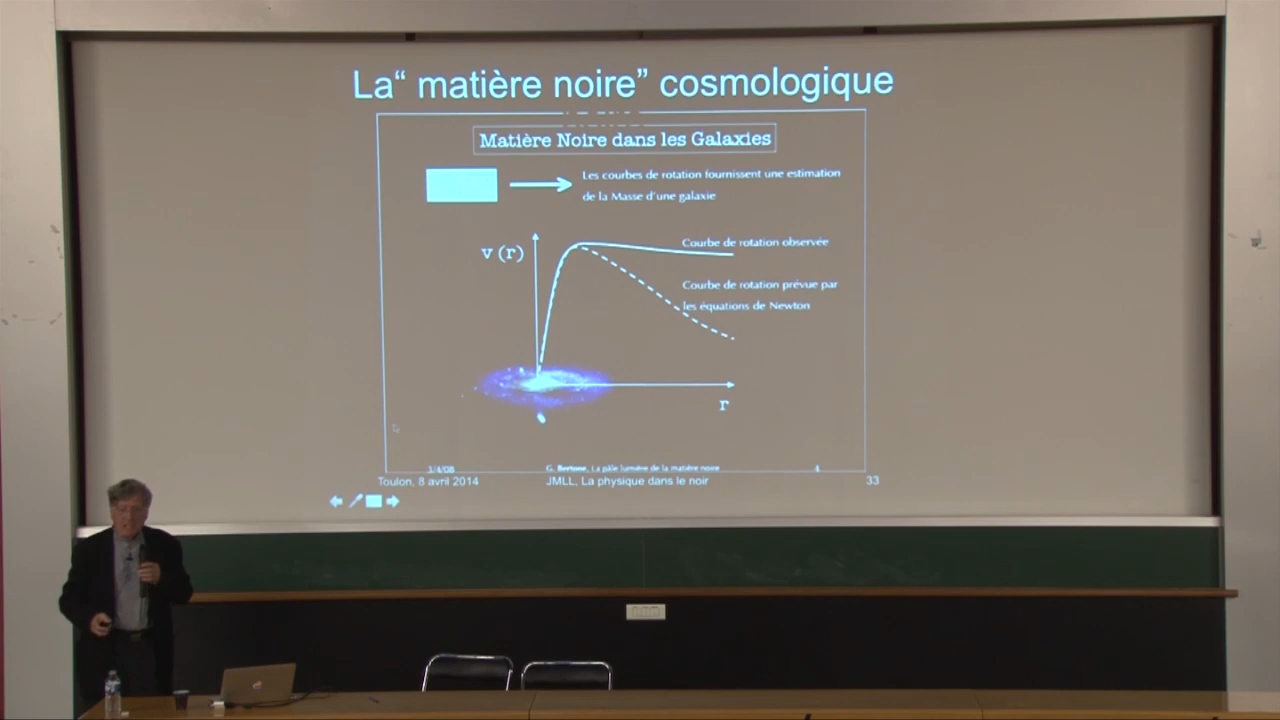 La“ matière noire” cosmologique
Matière Noire dans les Galaxies
Les courbes de rotation fournissent une estimation
de la Masse d'une galaxie
v (r)
Courbe de rotation observée
Courbe de rotation prévue par
les équations de Newton
r
3/4/08
G. Bertone, La pâle lumière de la matière noire
4
Toulon, 8 avril 2014
JMLL, La physique dans le noir
33